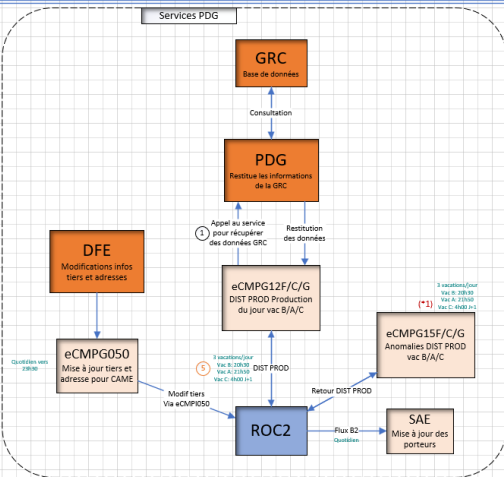 Services PDG
GRC
Base de données
Consultation
PDG
Restitue les informations
de la GRC
1
Appel au service
pour récupérer
des données GRC
Restitution
des données
DFE
Modifications infos
tiers et adresses
eCMPG12F/C/G
DIST PROD Production
du jour vac B/A/C
3 vacations/jour
Vac B: 20h30
Vac A: 21h50
Vac C: 4h00 J+1
(*1)
eCMPG15F/C/G
Anomalies DIST PROD
vac B/A/C
Quotidien vers
23h30
eCMPG050
Mise à jour tiers et
adresse pour CAME
5
3 vacations/jour
Vac B: 20h30
Vac A: 21h50
Vac C: 4h00 J+1
DIST PROD
Modif tiers
Via eCMPI050
Retour DIST PROD
ROC2
Flux B2
Quotidien
SAE
Mise à jour des
porteurs